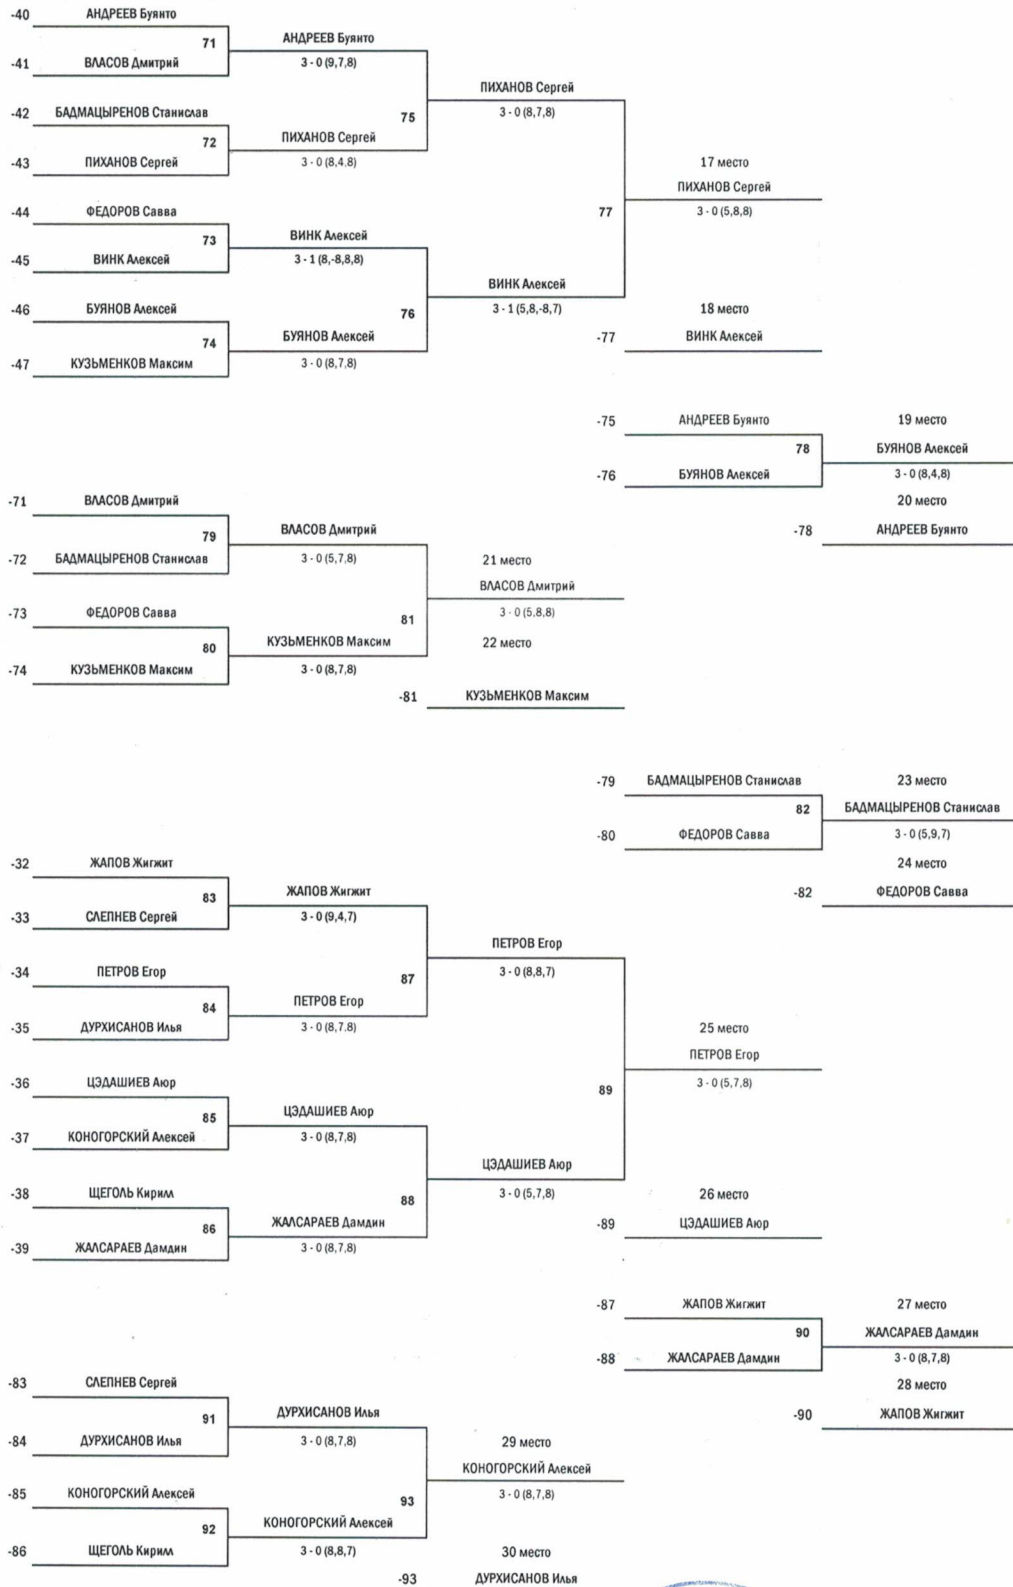 -40 АНДРЕЕВ Буянто
71 АНДРЕЕВ Буянто
-41 ВЛАСОВ Дмитрий 3 - 0 (9,7,8)
ПИХАНОВ Сергей
-42 БАДМАЦЫРЕНОВ Станислав 75 3 - 0 (8,7,8)
72 ПИХАНОВ Сергей
-43 ПИХАНОВ Сергей 3 - 0 (8,4,8) 17 место
ПИХАНОВ Сергей
-44 ФЕДОРОВ Савва 77 3 - 0 (5,8,8)
73 ВИНК Алексей
-45 ВИНК Алексей 3 - 1 (8,-8,8,8)
ВИНК Алексей
-46 БУЯНОВ Алексей 76 3 - 1 (5,8,-8,7) 18 место
74 БУЯНОВ Алексей -77 ВИНК Алексей
-47 КУЗЬМЕНКОВ Максим 3 - 0 (8,7,8)
-75 АНДРЕЕВ Буянто 19 место
78 БУЯНОВ Алексей
-76 БУЯНОВ Алексей 3 - 0 (8,4,8)
-71 ВЛАСОВ Дмитрий 20 место
79 ВЛАСОВ Дмитрий -78 АНДРЕЕВ Буянто
-72 БАДМАЦЫРЕНОВ Станислав 3 - 0 (5,7,8) 21 место
ВЛАСОВ Дмитрий
-73 ФЕДОРОВ Савва 81 3 - 0 (5,8,8)
80 КУЗЬМЕНКОВ Максим 22 место
-74 КУЗЬМЕНКОВ Максим 3 - 0 (8,7,8)
-81 КУЗЬМЕНКОВ Максим
-79 БАДМАЦЫРЕНОВ Станислав 23 место
82 БАДМАЦЫРЕНОВ Станислав
-80 ФЕДОРОВ Савва 3 - 0 (5,9,7)
-32 ЖАПОВ Жигжит 24 место
83 ЖАПОВ Жигжит -82 ФЕДОРОВ Савва
-33 СЛЕПНЕВ Сергей 3 - 0 (9,4,7)
ПЕТРОВ Егор
-34 ПЕТРОВ Егор 87 3 - 0 (8,8,7)
84 ПЕТРОВ Егор
-35 ДУРХИСАНОВ Илья 3 - 0 (8,7,8) 25 место
ПЕТРОВ Егор
-36 ЦЭДАШИЕВ Аюр 89 3 - 0 (5,7,8)
85 ЦЭДАШИЕВ Аюр
-37 КОНОГОРСКИЙ Алексей 3 - 0 (8,7,8)
ЦЭДАШИЕВ Аюр
-38 ЩЕГОЛЬ Кирилл 88 3 - 0 (5,7,8) 26 место
86 ЖАЛСАРАЕВ Дамдин -89 ЦЭДАШИЕВ Аюр
-39 ЖАЛСАРАЕВ Дамдин 3 - 0 (8,7,8)
-87 ЖАПОВ Жигжит 27 место
90 ЖАЛСАРАЕВ Дамдин
-88 ЖАЛСАРАЕВ Дамдин 3 - 0 (8,7,8)
-83 СЛЕПНЕВ Сергей 28 место
91 ДУРХИСАНОВ Илья -90 ЖАПОВ Жигжит
-84 ДУРХИСАНОВ Илья 3 - 0 (8,7,8) 29 место
КОНОГОРСКИЙ Алексей
-85 КОНОГОРСКИЙ Алексей 93 3 - 0 (8,7,8)
92 КОНОГОРСКИЙ Алексей
-86 ЩЕГОЛЬ Кирилл 3 - 0 (8,8,7) 30 место
-93 ДУРХИСАНОВ Илья